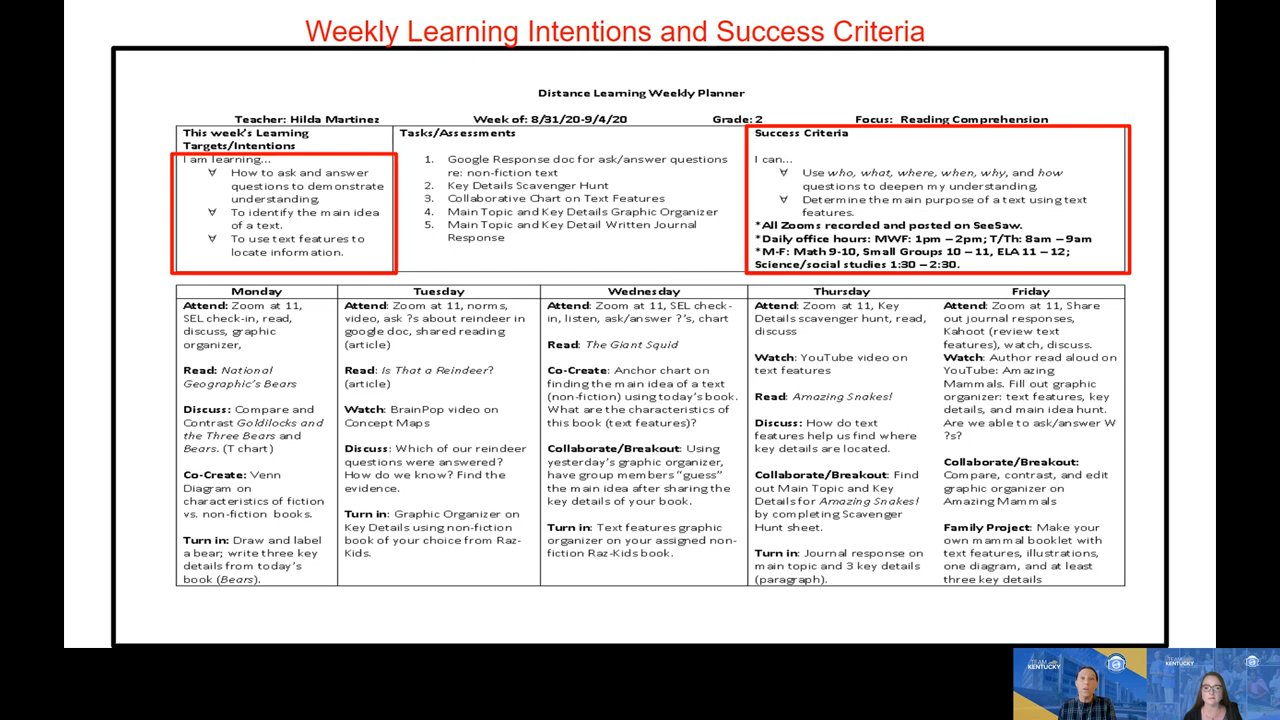 Weekly Learning Intentions and Success Criteria
Distance Learning Weekly Planner
Teacher: Hilda Martinez Week of: 8/31/20-9/4/20 Grade: 2 Focus: Reading Comprehension
This week's Learning
Targets/Intentions
I am learning...
∀ How to ask and answer
questions to demonstrate
understanding.
∀ To identify the main idea
of a text.
∀ To use text features to
locate information.
Tasks/Assessments
1. Google Response doc for ask/answer questions
re: non-fiction text
2. Key Details Scavenger Hunt
3. Collaborative Chart on Text Features
4. Main Topic and Key Details Graphic Organizer
5. Main Topic and Key Detail Written Journal
Response
Success Criteria
I can...
∀ Use who, what, where, when, why, and how
questions to deepen my understanding.
∀ Determine the main purpose of a text using text
features.
*All Zooms recorded and posted on SeeSaw.
*Daily office hours: MWF: 1pm – 2pm; T/Th: 8am – 9am
*M-F: Math 9-10, Small Groups 10 – 11, ELA 11 – 12;
Science/social studies 1:30 – 2:30.
Monday
Attend: Zoom at 11,
SEL check-in, read,
discuss, graphic
organizer,
Read: National
Geographic's Bears
Discuss: Compare and
Contrast Goldilocks and
the Three Bears and
Bears. (T chart)
Co-Create: Venn
Diagram on
characteristics of fiction
vs. non-fiction books.
Turn in: Draw and label
a bear; write three key
details from today's
book (Bears).
Tuesday
Attend: Zoom at 11, norms,
video, ask ?s about reindeer in
google doc, shared reading
(article)
Read: Is That a Reindeer?
(article)
Watch: BrainPop video on
Concept Maps
Discuss: Which of our reindeer
questions were answered?
How do we know? Find the
evidence.
Turn in: Graphic Organizer on
Key Details using non-fiction
book of your choice from Raz-
Kids.
Wednesday
Attend: Zoom at 11, SEL check-
in, listen, ask/answer ?'s, chart
Read: The Giant Squid
Co-Create: Anchor chart on
finding the main idea of a text
(non-fiction) using today's book.
What are the characteristics of
this book (text features)?
Collaborate/Breakout: Using
yesterday's graphic organizer,
have group members "guess"
the main idea after sharing the
key details of your book.
Turn in: Text features graphic
organizer on your assigned non-
fiction Raz-Kids book.
Thursday
Attend: Zoom at 11, Key
Details scavenger hunt, read,
discuss
Watch: YouTube video on
text features
Read: Amazing Snakes!
Discuss: How do text
features help us find where
key details are located.
Collaborate/Breakout: Find
out Main Topic and Key
Details for Amazing Snakes!
by completing Scavenger
Hunt sheet.
Turn in: Journal response on
main topic and 3 key details
(paragraph).
Friday
Attend: Zoom at 11, Share
out journal responses,
Kahoot (review text
features), watch, discuss.
Watch: Author read aloud on
YouTube: Amazing
Mammals. Fill out graphic
organizer: text features, key
details, and main idea hunt.
Are we able to ask/answer W
?s?
Collaborate/Breakout:
Compare, contrast, and edit
graphic organizer on
Amazing Mammals
Family Project: Make your
own mammal booklet with
text features, illustrations,
one diagram, and at least
three key details
TEAM
KENTUCKY
TEAM
KENTUCKY